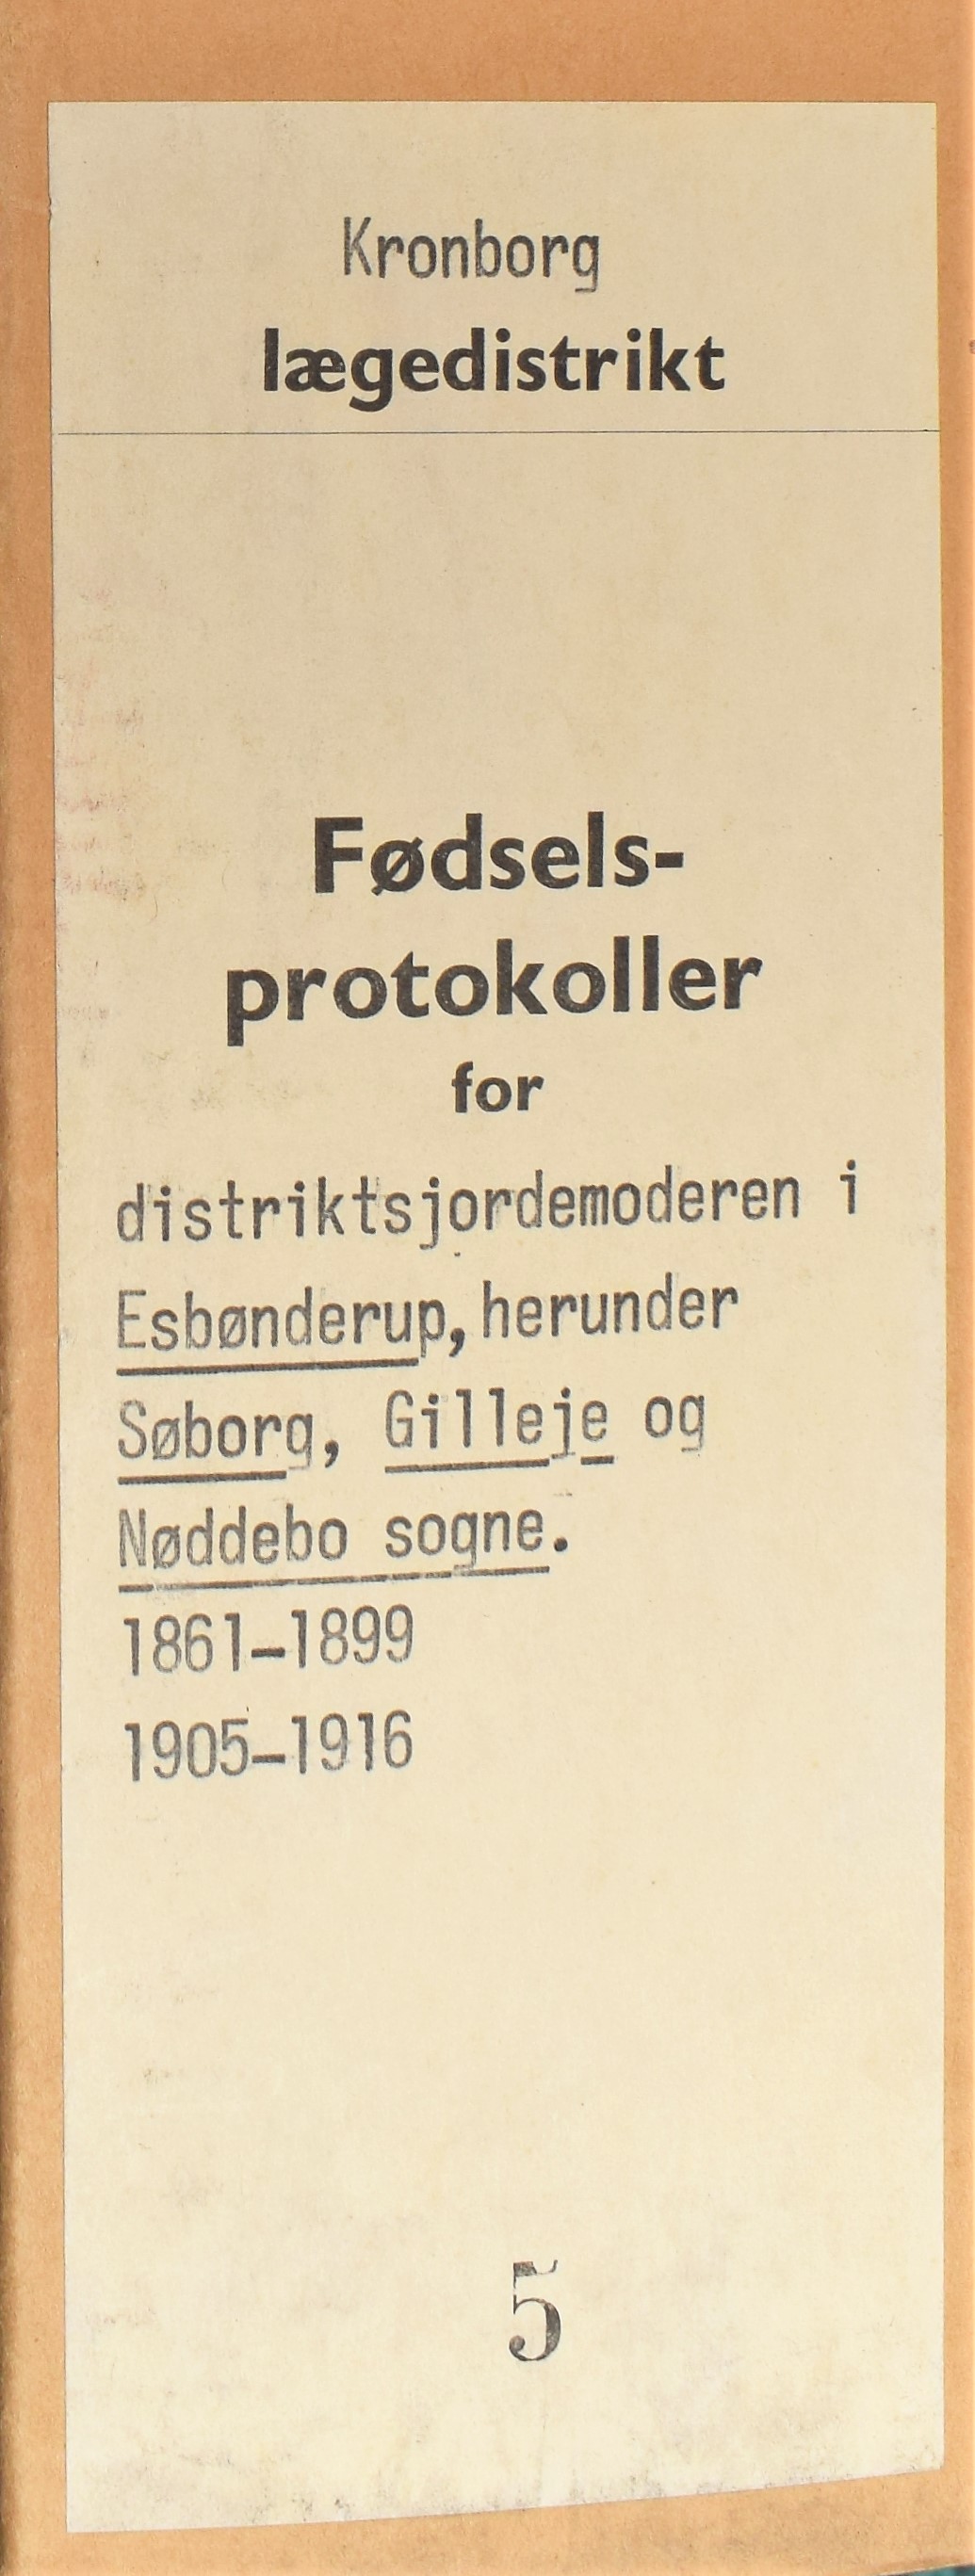 Kronborg
lægedistrikt
Fødsels-
protokoller
for
distriktsjordemoderen i
Esbønderup, herunder
Søborg, Gilleje og
Nøddebo sogne.
1861-1899
1905-1916
5